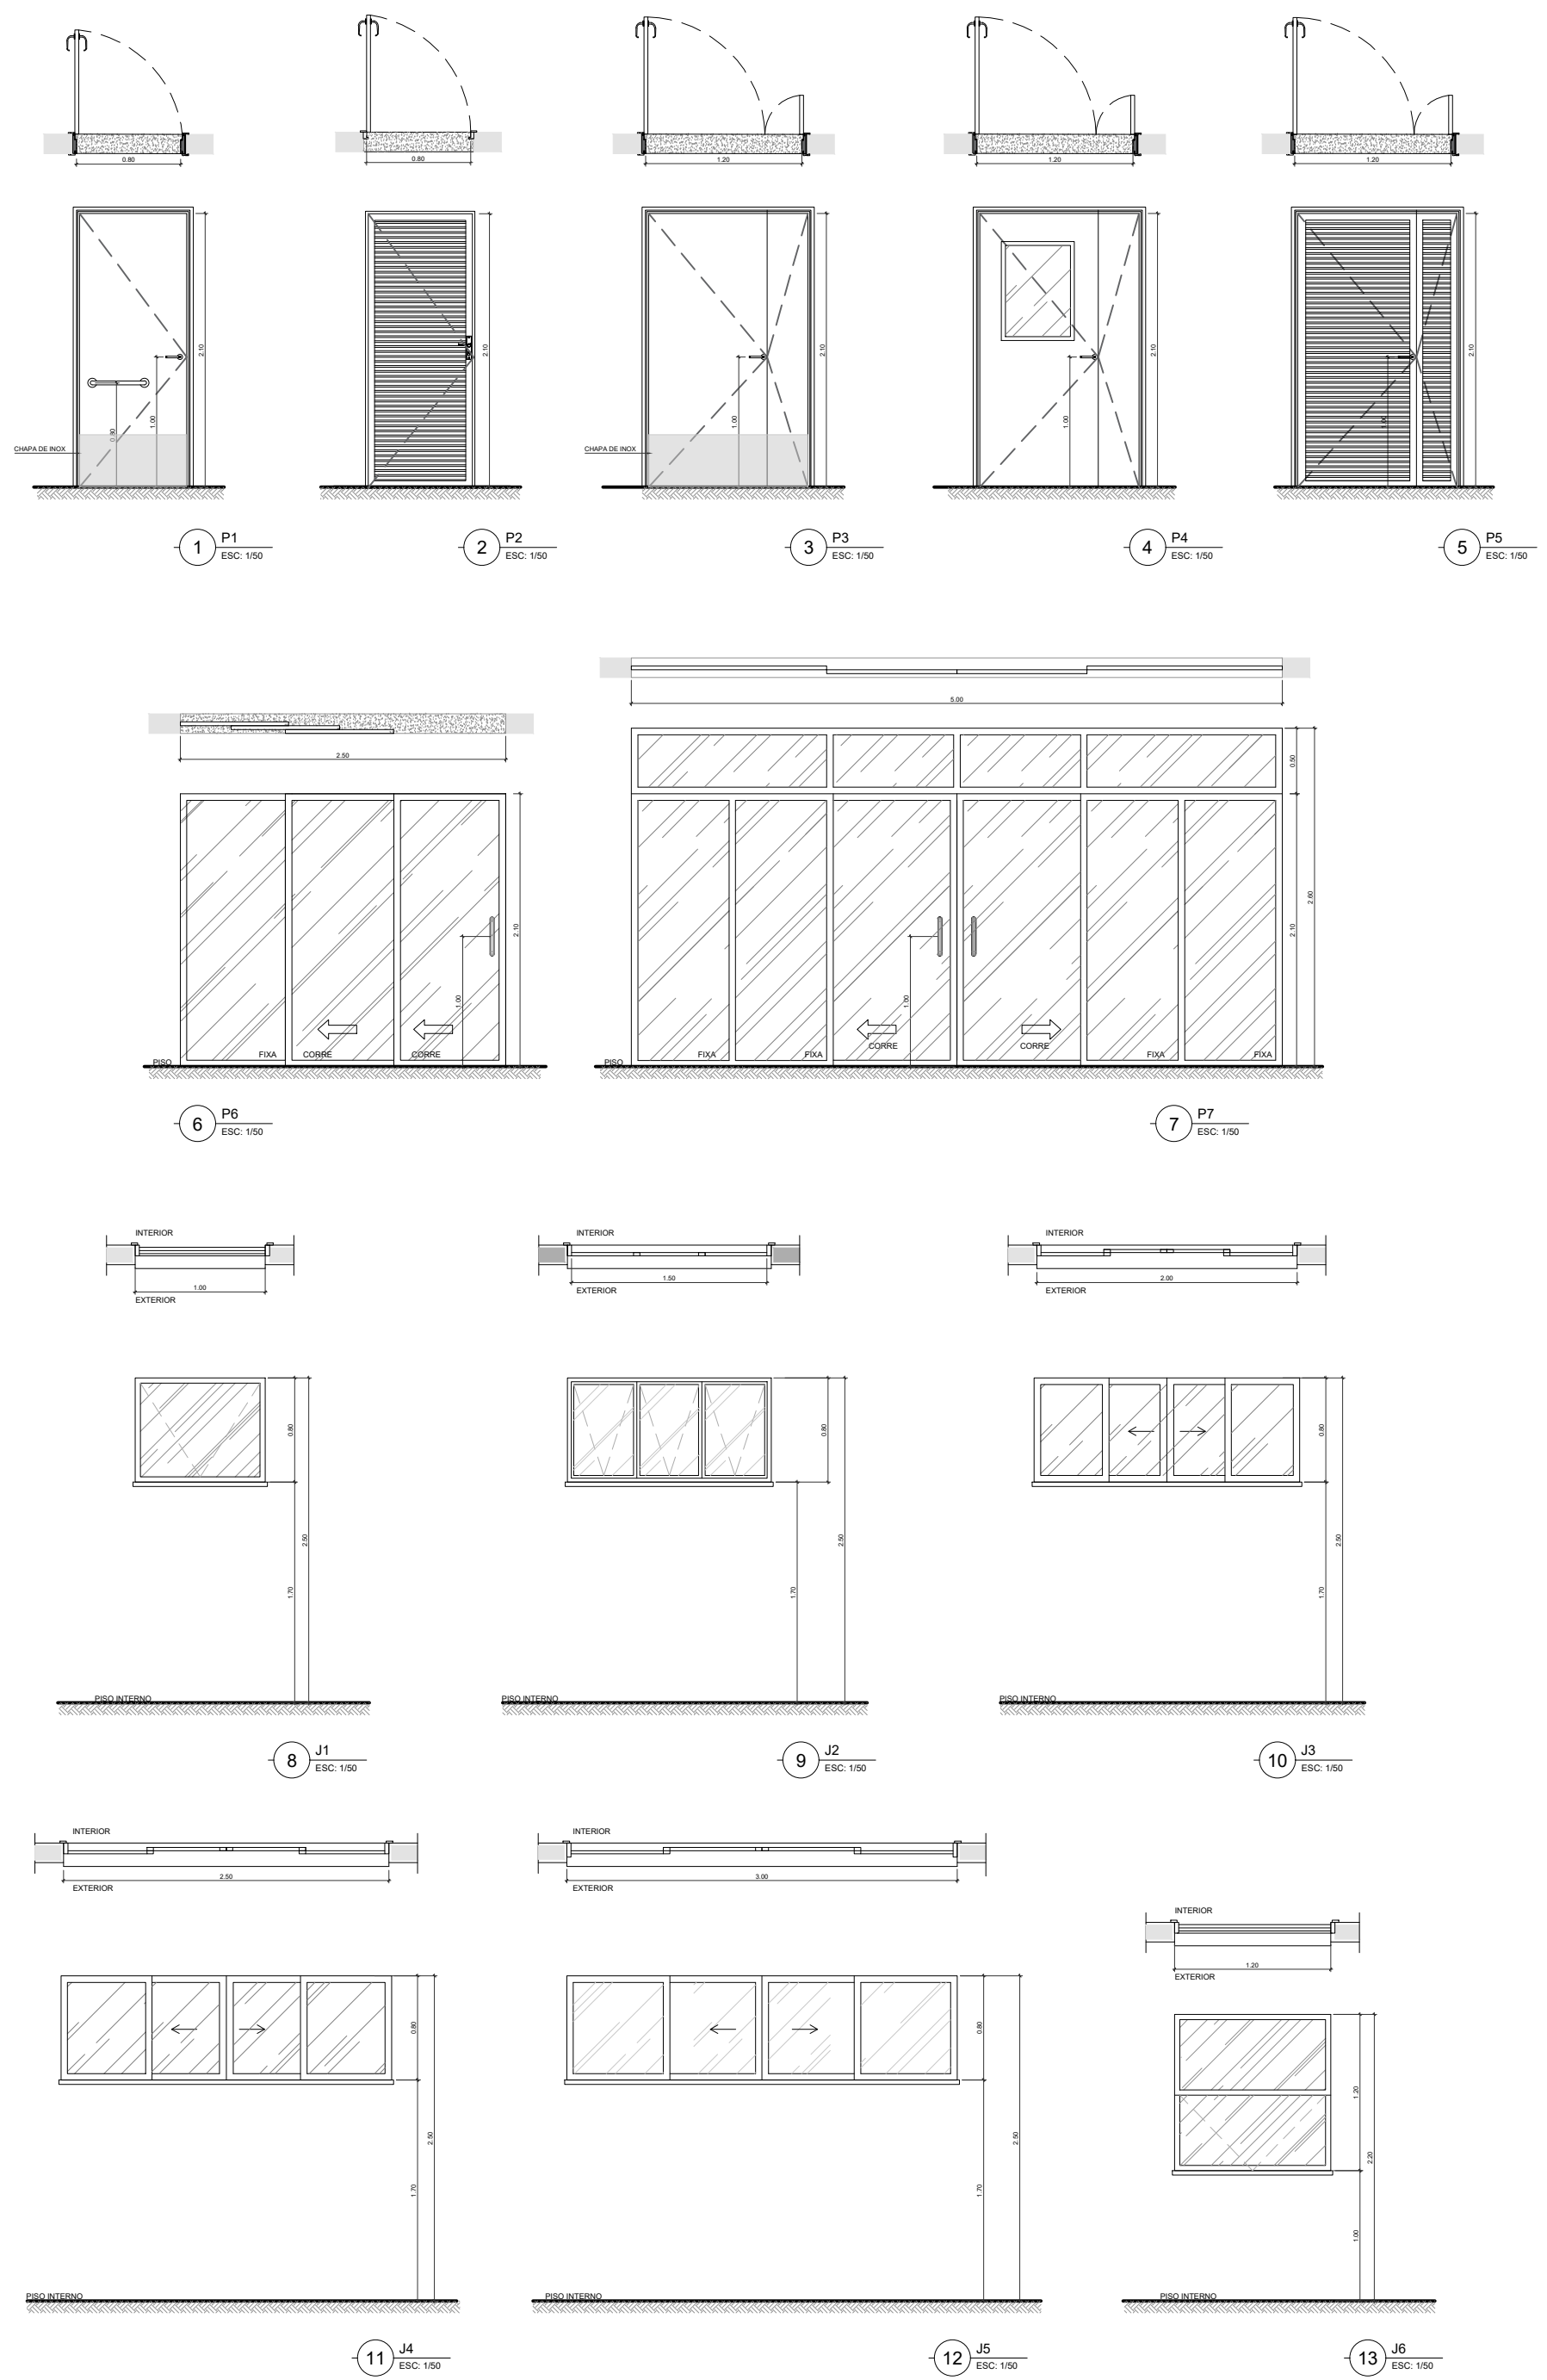 0.80
0.80
1.20
1.20
1.20
2.10
1.00
0.80
CHAPA DE INOX
2.10
2.10
1.00
CHAPA DE INOX
2.10
1.00
2.10
1.00
1 P1
ESC: 1/50
2 P2
ESC: 1/50
3 P3
ESC: 1/50
4 P4
ESC: 1/50
5 P5
ESC: 1/50
2.50
2.10
1.00
FIXA CORRE CORRE
PISO
5.00
0.50
2.60
2.10
1.00
CORRE CORRE
FIXA FIXA FIXA FIXA
PISO
6 P6
ESC: 1/50
7 P7
ESC: 1/50
INTERIOR
1.00
EXTERIOR
INTERIOR
1.50
EXTERIOR
INTERIOR
2.00
EXTERIOR
0.80
2.50
1.70
PISO INTERNO
0.80
2.50
1.70
PISO INTERNO
0.80
2.50
1.70
PISO INTERNO
8 J1
ESC: 1/50
9 J2
ESC: 1/50
10 J3
ESC: 1/50
INTERIOR
2.50
EXTERIOR
INTERIOR
3.00
EXTERIOR
INTERIOR
1.20
EXTERIOR
0.80
2.50
1.70
PISO INTERNO
0.80
2.50
1.70
PISO INTERNO
1.20
2.20
1.00
PISO INTERNO
11 J4
ESC: 1/50
12 J5
ESC: 1/50
13 J6
ESC: 1/50